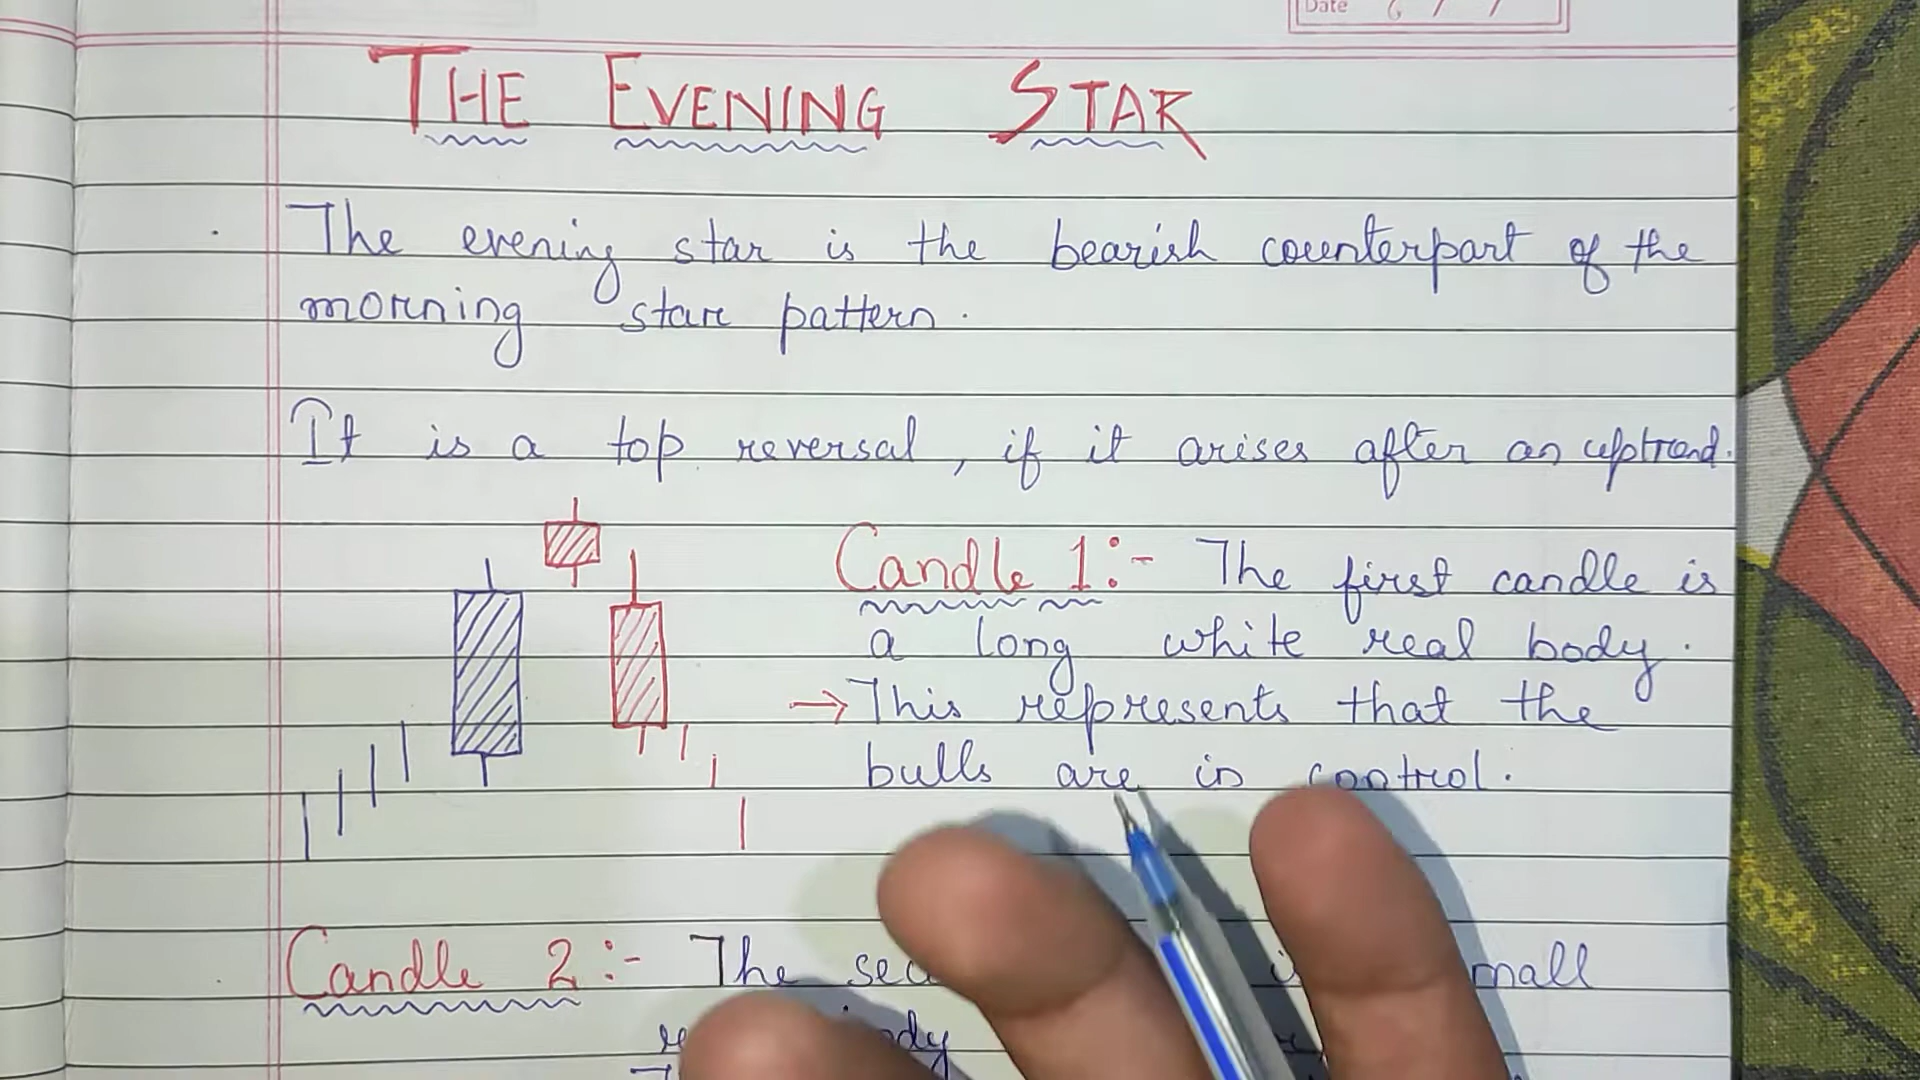 Date
THE EVENING STAR
The evening star is the bearish counterpart of the
morning star pattern.
It is a top reversal, if it arises after an uptrend.
Candle 1:- The first candle is
a long white real body.
→ This represents that the
bulls are in control.
Candle 2:- The